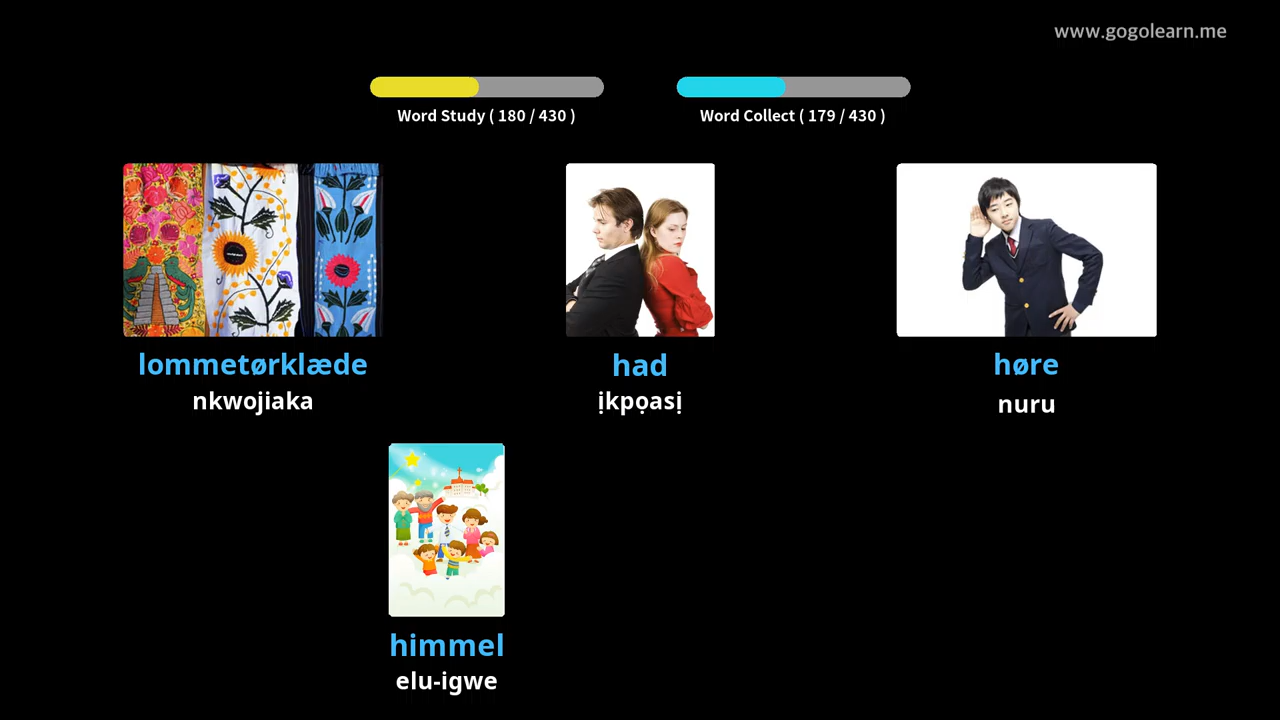 www.gogolearn.me
Word Study ( 180 / 430 )
Word Collect ( 179 / 430 )
lommetørklæde
nkwojiaka
had
ịkpọasị
høre
nuru
himmel
elu-igwe